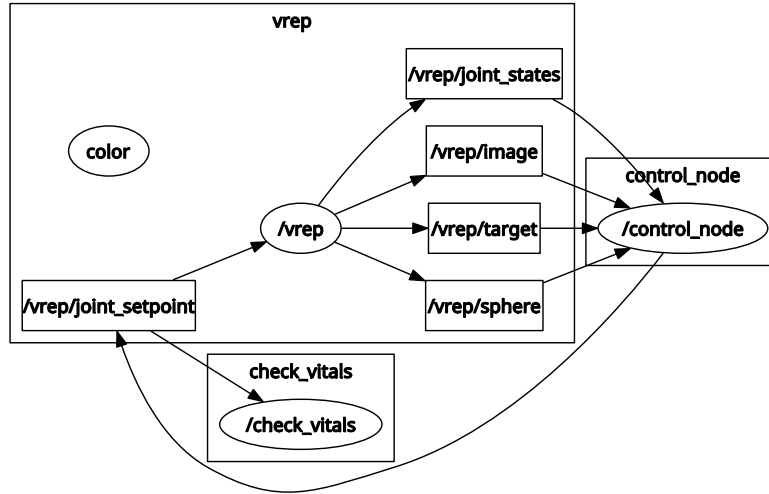 vrep
/vrep/joint_states
color
/vrep/image
control_node
/vrep
/vrep/target
/control_node
/vrep/joint_setpoint
/vrep/sphere
check_vitals
/check_vitals